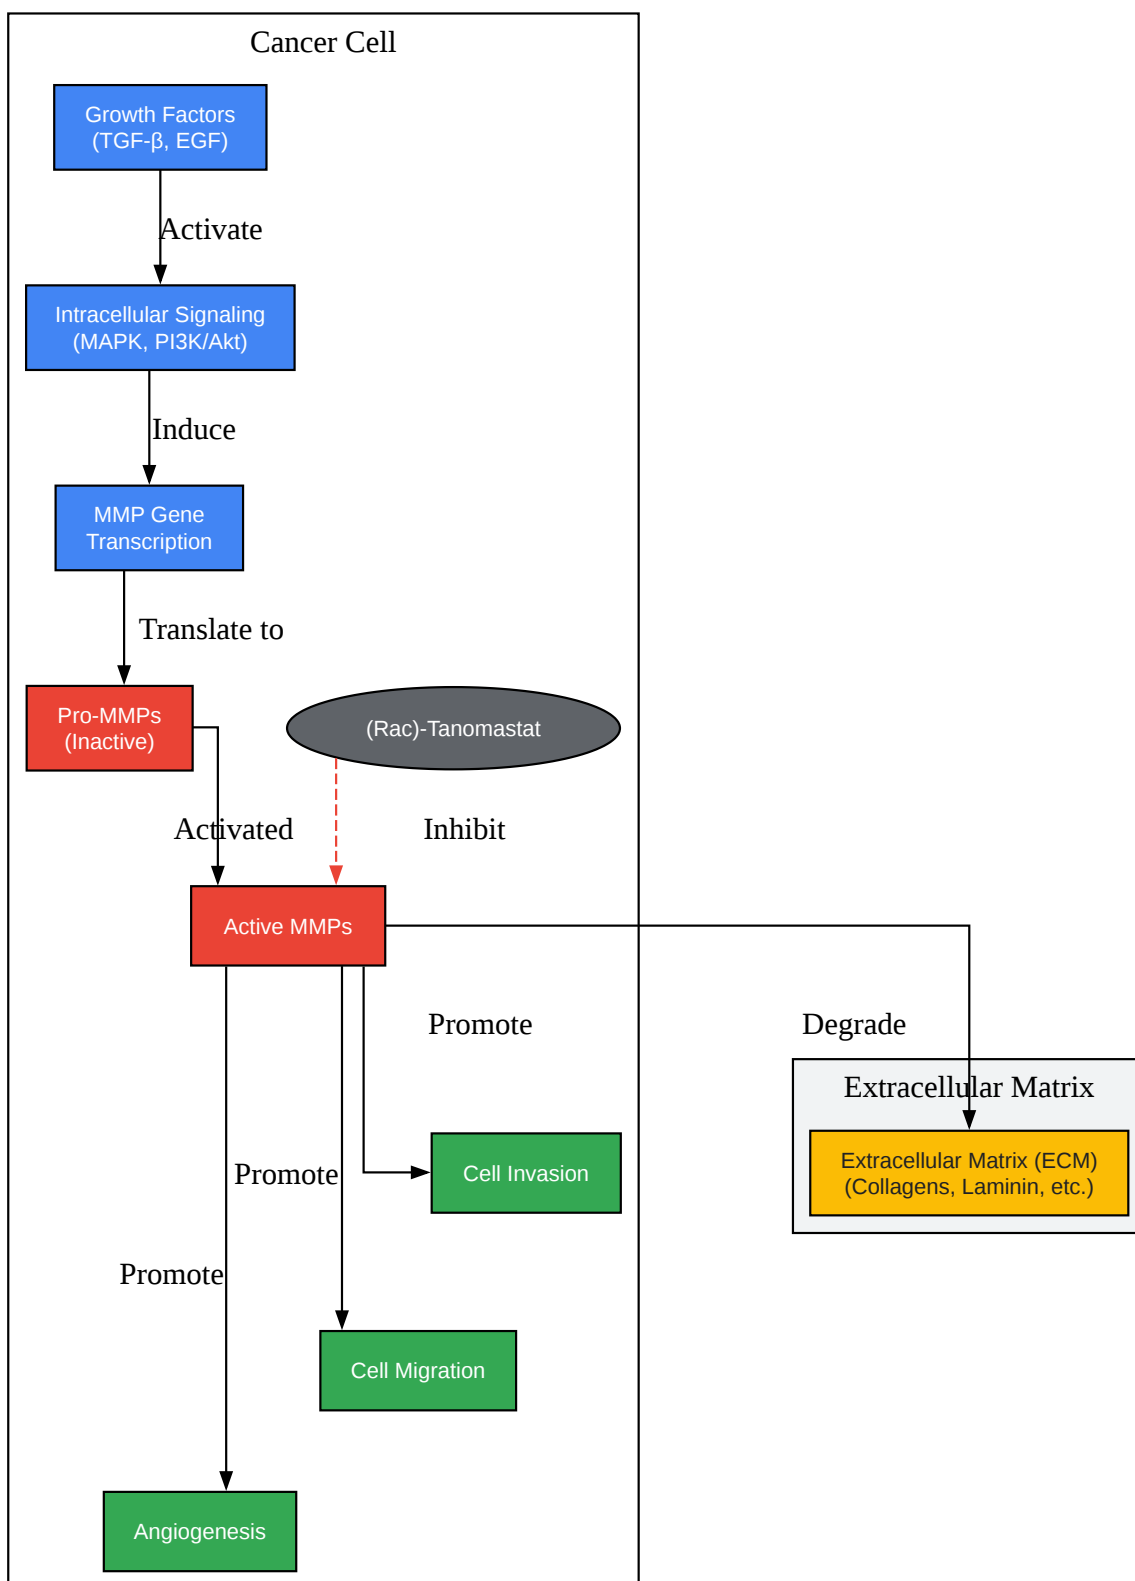 Cancer Cell
Growth Factors
(TGF-β, EGF)
Activate
Intracellular Signaling
(MAPK, PI3K/Akt)
Induce
MMP Gene
Transcription
Translate to
Pro-MMPs
(Inactive)
(Rac)-Tanomastat
Activated
Inhibit
Active MMPs
Promote
Degrade
Extracellular Matrix
Extracellular Matrix (ECM)
(Collagens, Laminin, etc.)
Cell Invasion
Promote
Promote
Cell Migration
Angiogenesis